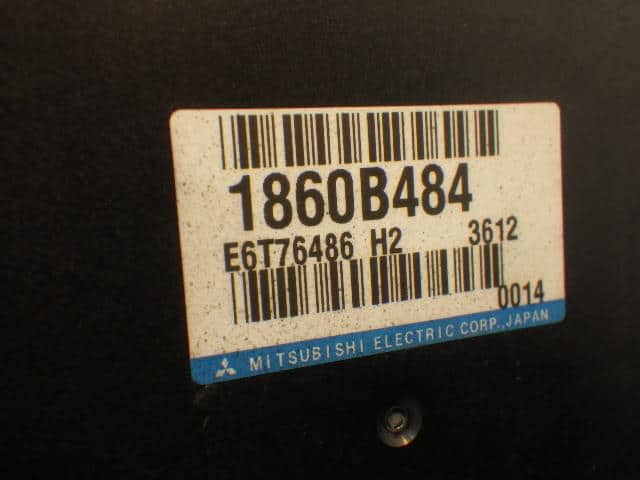 1860B484
E6T76486 H2 3612
0014
MITSUBISHI ELECTRIC CORP., JAPAN